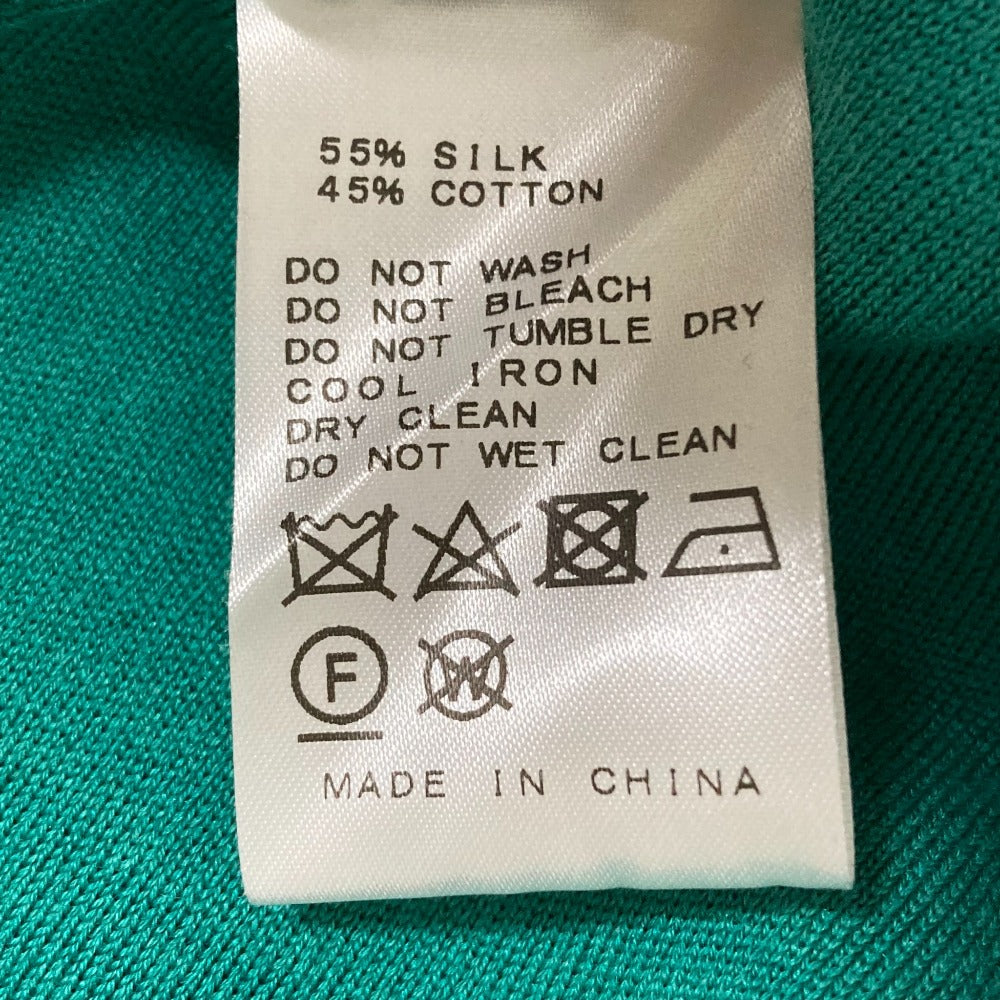 55% SILK
45% COTTON
DO NOT WASH
DO NOT BLEACH
DO NOT TUMBLE DRY
COOL IRON
DRY CLEAN
DO NOT WET CLEAN
F W
MADE IN CHINA